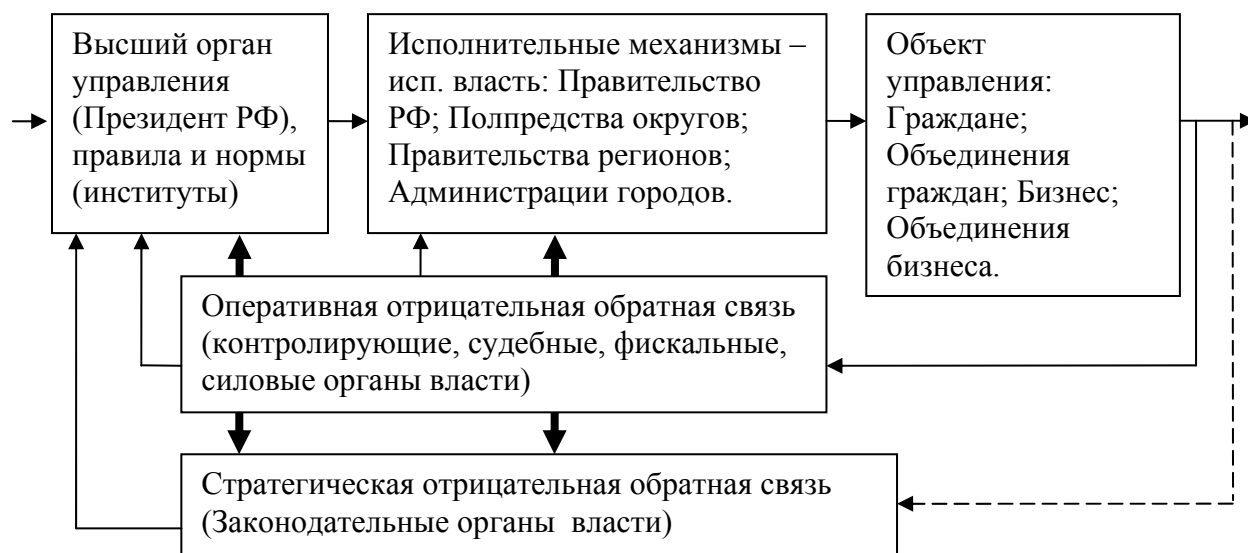 Высший орган
управления
(Президент РФ),
правила и нормы
(институты)
Исполнительные механизмы –
исп. власть: Правительство
РФ; Полпредства округов;
Правительства регионов;
Администрации городов.
Объект
управления:
Граждане;
Объединения
граждан; Бизнес;
Объединения
бизнеса.
Оперативная отрицательная обратная связь
(контролирующие, судебные, фискальные,
силовые органы власти)
Стратегическая отрицательная обратная связь
(Законодательные органы власти)